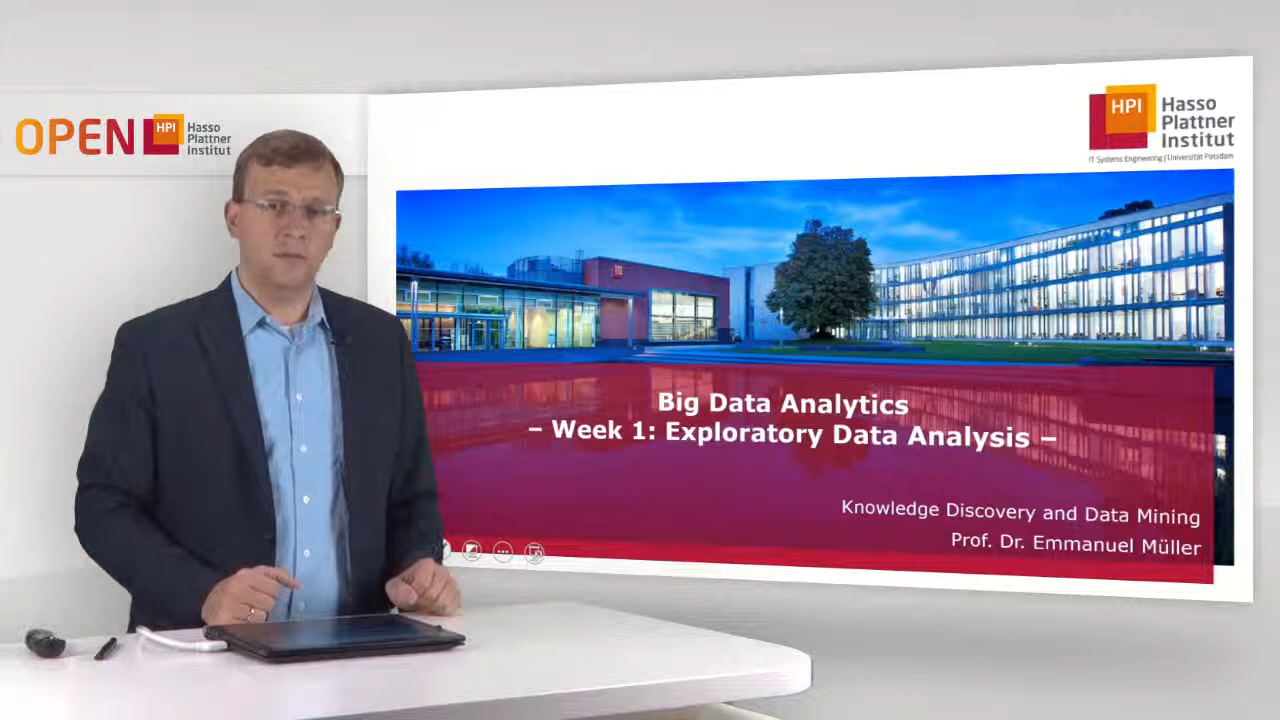 OPEN HPI Hasso
Plattner
Institut
HPI Hasso
Plattner
Institut
IT Systems Engineering | Universität Potsdam
Big Data Analytics
– Week 1: Exploratory Data Analysis –
Knowledge Discovery and Data Mining
Prof. Dr. Emmanuel Müller